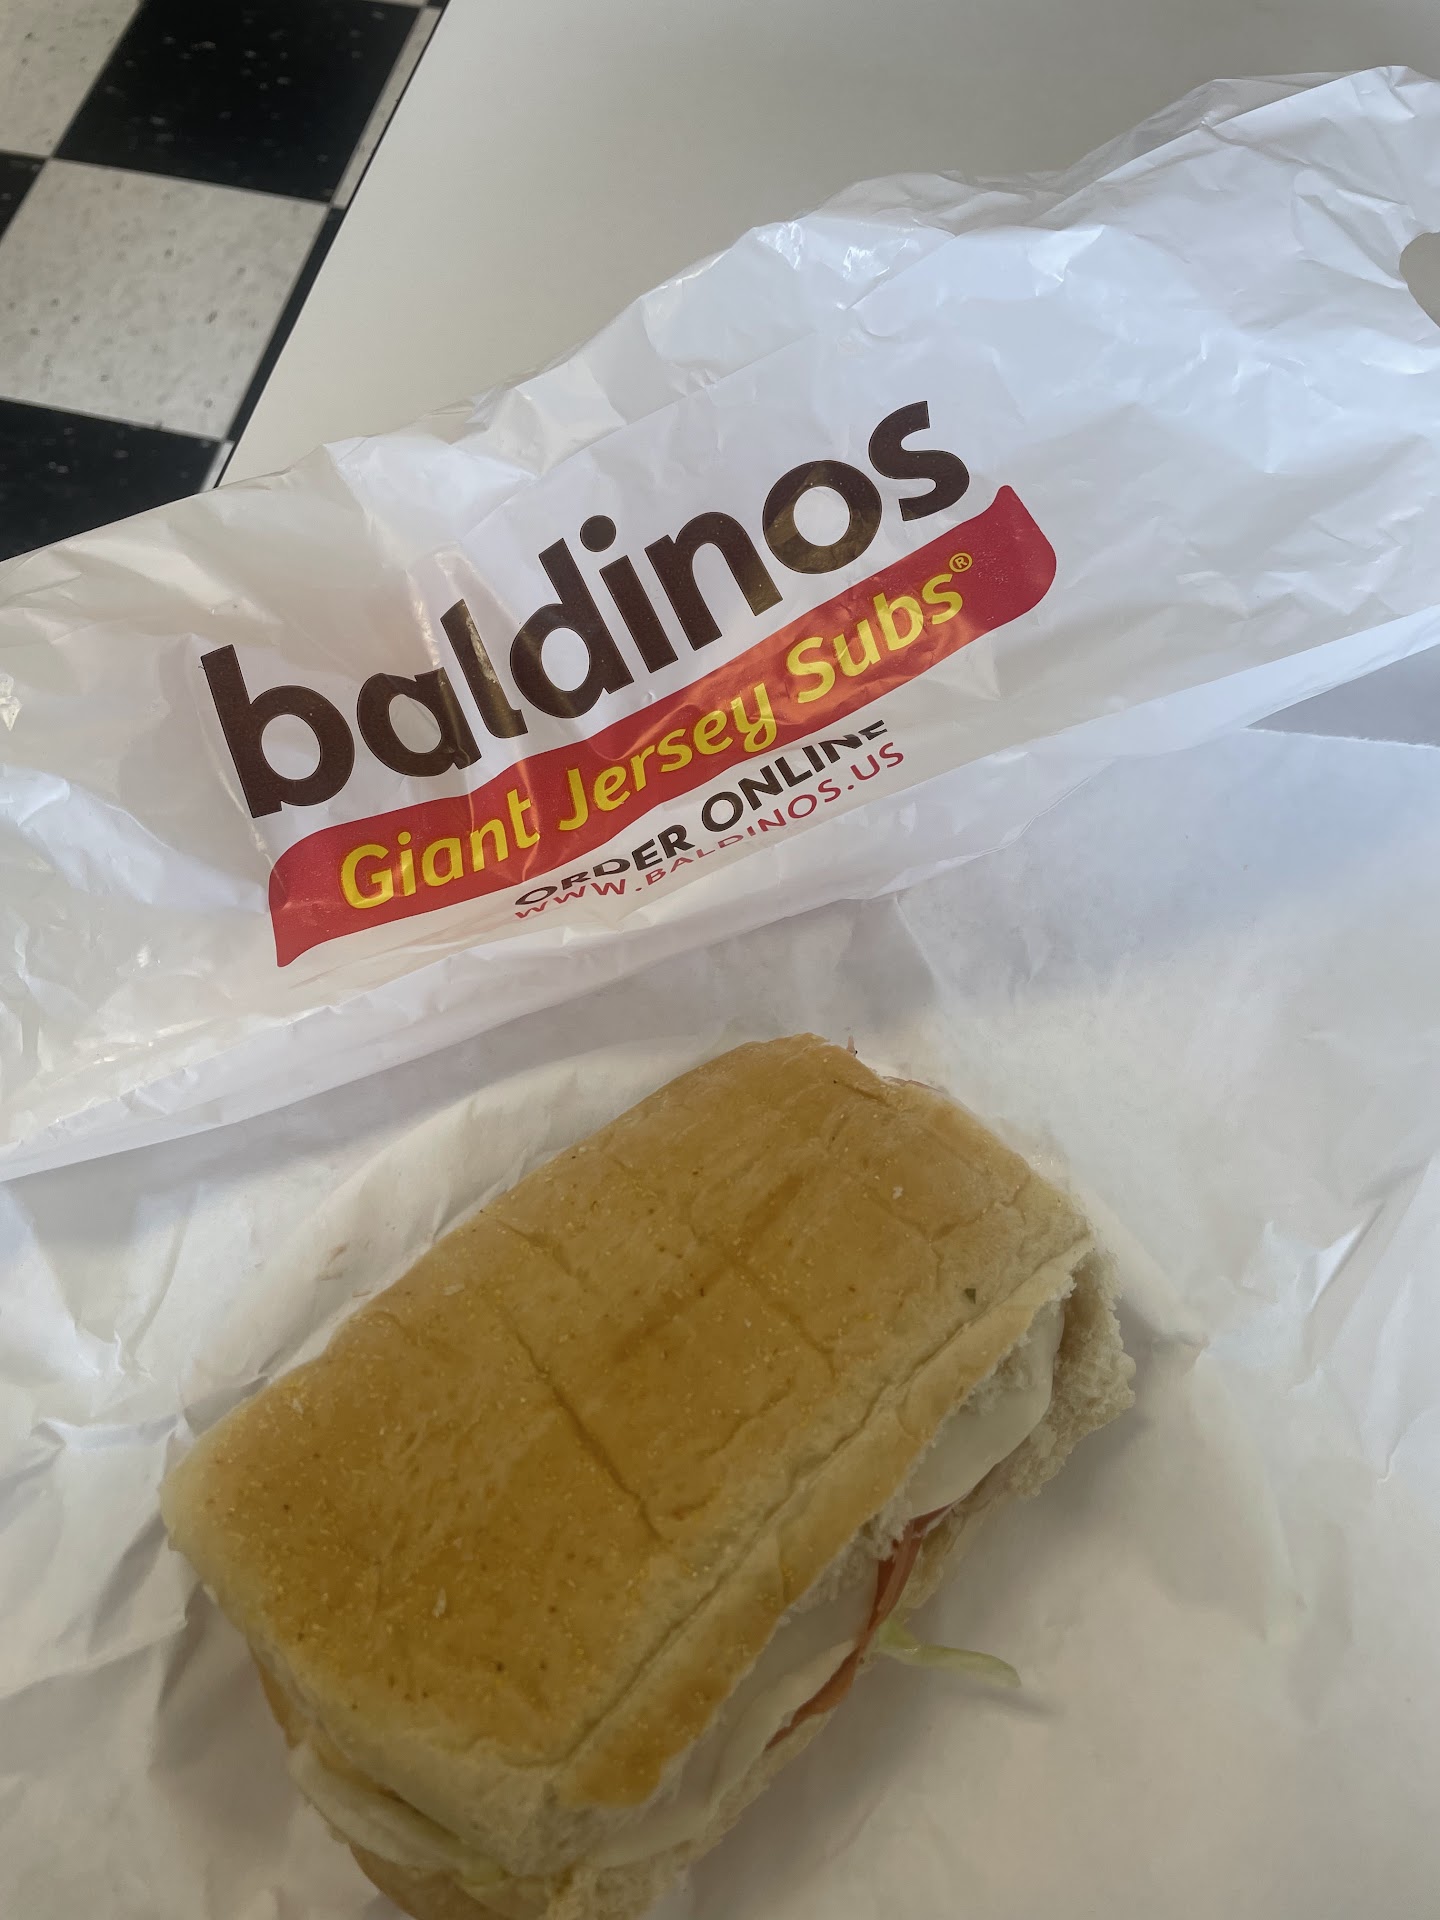 baldinos
Giant Jersey Subs®
ORDER ONLINE
WWW.BALDINOS.US